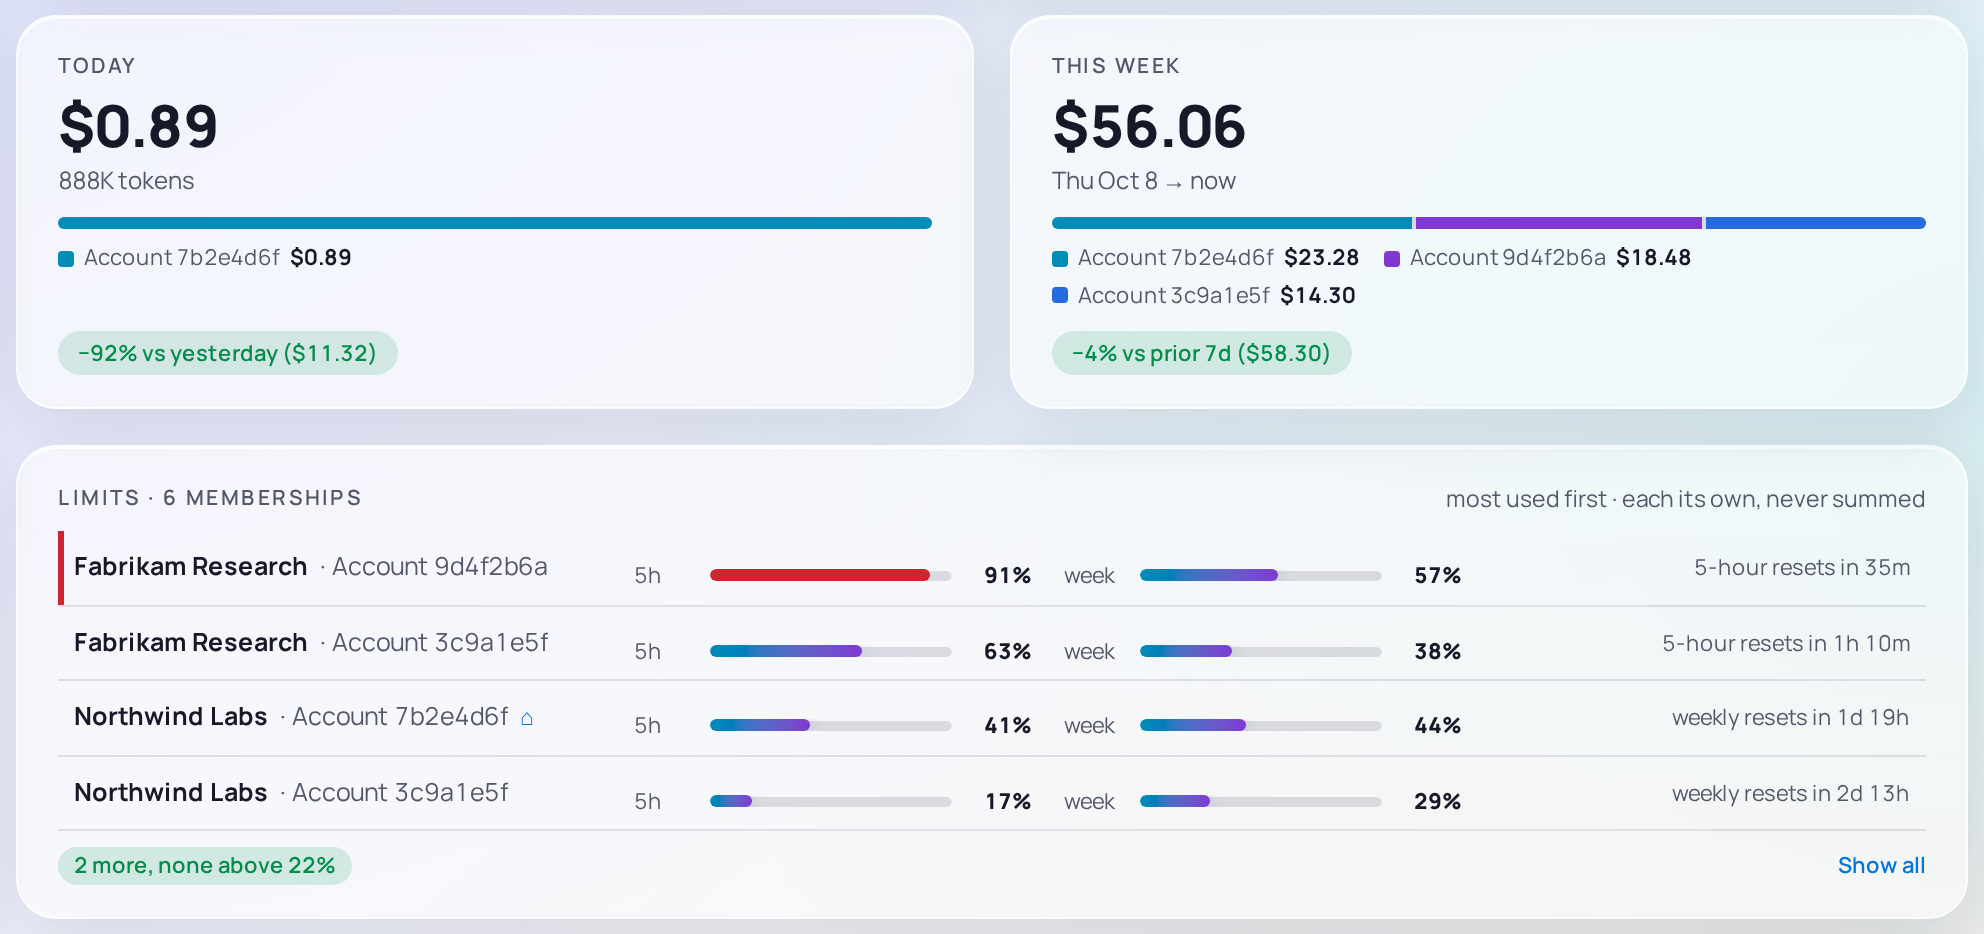 TODAY
$0.89
888K tokens
Account 7b2e4d6f $0.89
−92% vs yesterday ($11.32)
THIS WEEK
$56.06
Thu Oct 8 → now
Account 7b2e4d6f $23.28 Account 9d4f2b6a $18.48
Account 3c9a1e5f $14.30
−4% vs prior 7d ($58.30)
LIMITS · 6 MEMBERSHIPS most used first · each its own, never summed
Fabrikam Research · Account 9d4f2b6a 5h 91% week 57% 5-hour resets in 35m
Fabrikam Research · Account 3c9a1e5f 5h 63% week 38% 5-hour resets in 1h 10m
Northwind Labs · Account 7b2e4d6f ⌂ 5h 41% week 44% weekly resets in 1d 19h
Northwind Labs · Account 3c9a1e5f 5h 17% week 29% weekly resets in 2d 13h
2 more, none above 22% Show all